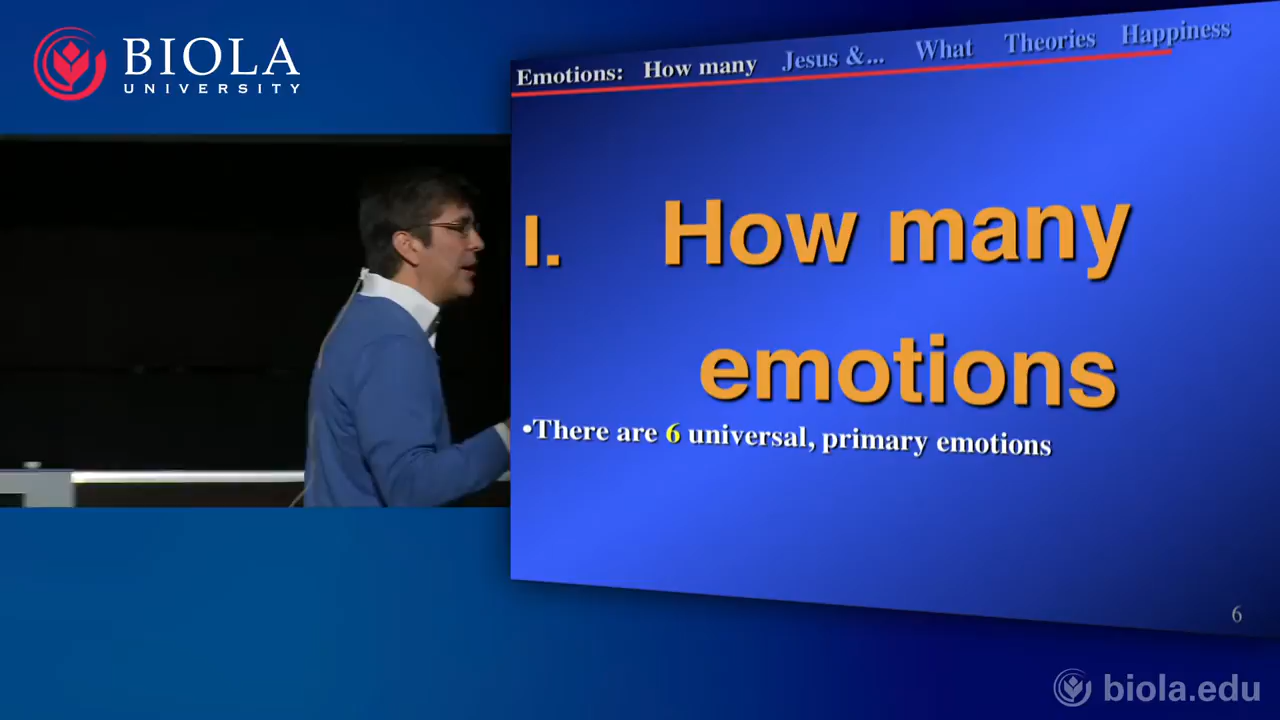 BIOLA
UNIVERSITY
Emotions: How many Jesus &... What Theories Happiness
I. How many
emotions
•There are 6 universal, primary emotions
6
biola.edu